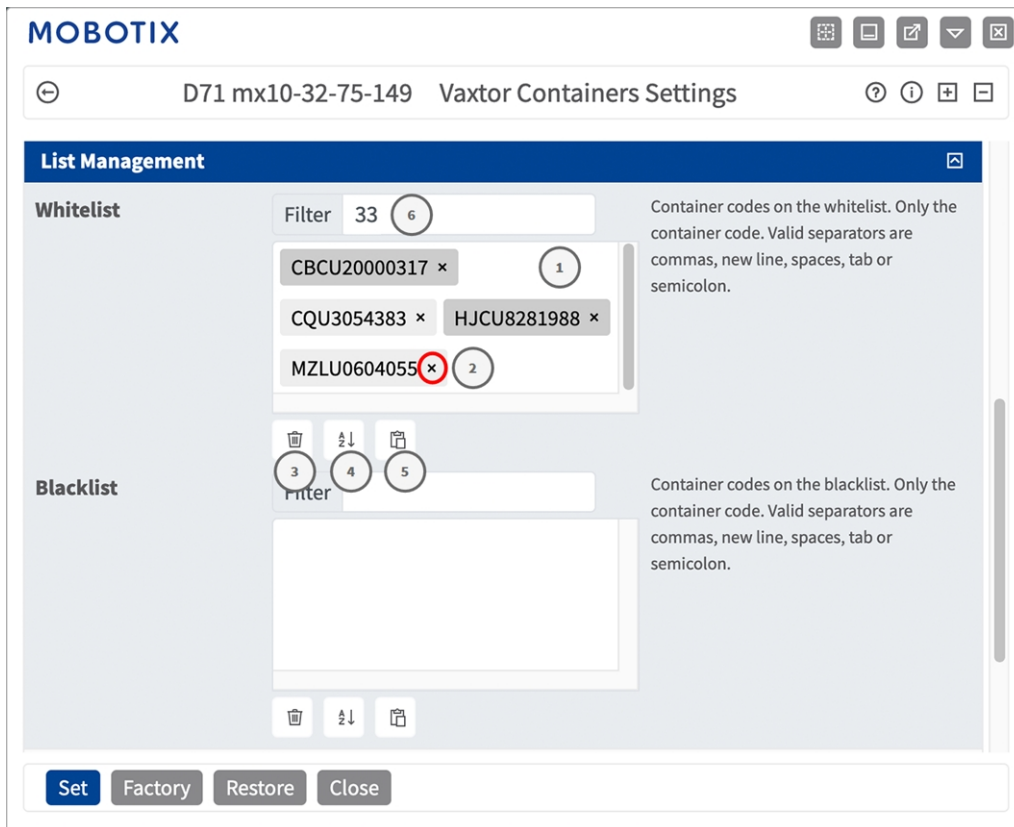 MOBOTIX
D71 mx10-32-75-149 Vaxtor Containers Settings
List Management
Whitelist
Filter 33 6
CBCU20000317 × 1
CQU3054383 × HJCU8281988 ×
MZLU0604055 × 2
Container codes on the whitelist. Only the
container code. Valid separators are
commas, new line, spaces, tab or
semicolon.
3 4 5
Blacklist
Filter
Container codes on the blacklist. Only the
container code. Valid separators are
commas, new line, spaces, tab or
semicolon.
Set Factory Restore Close